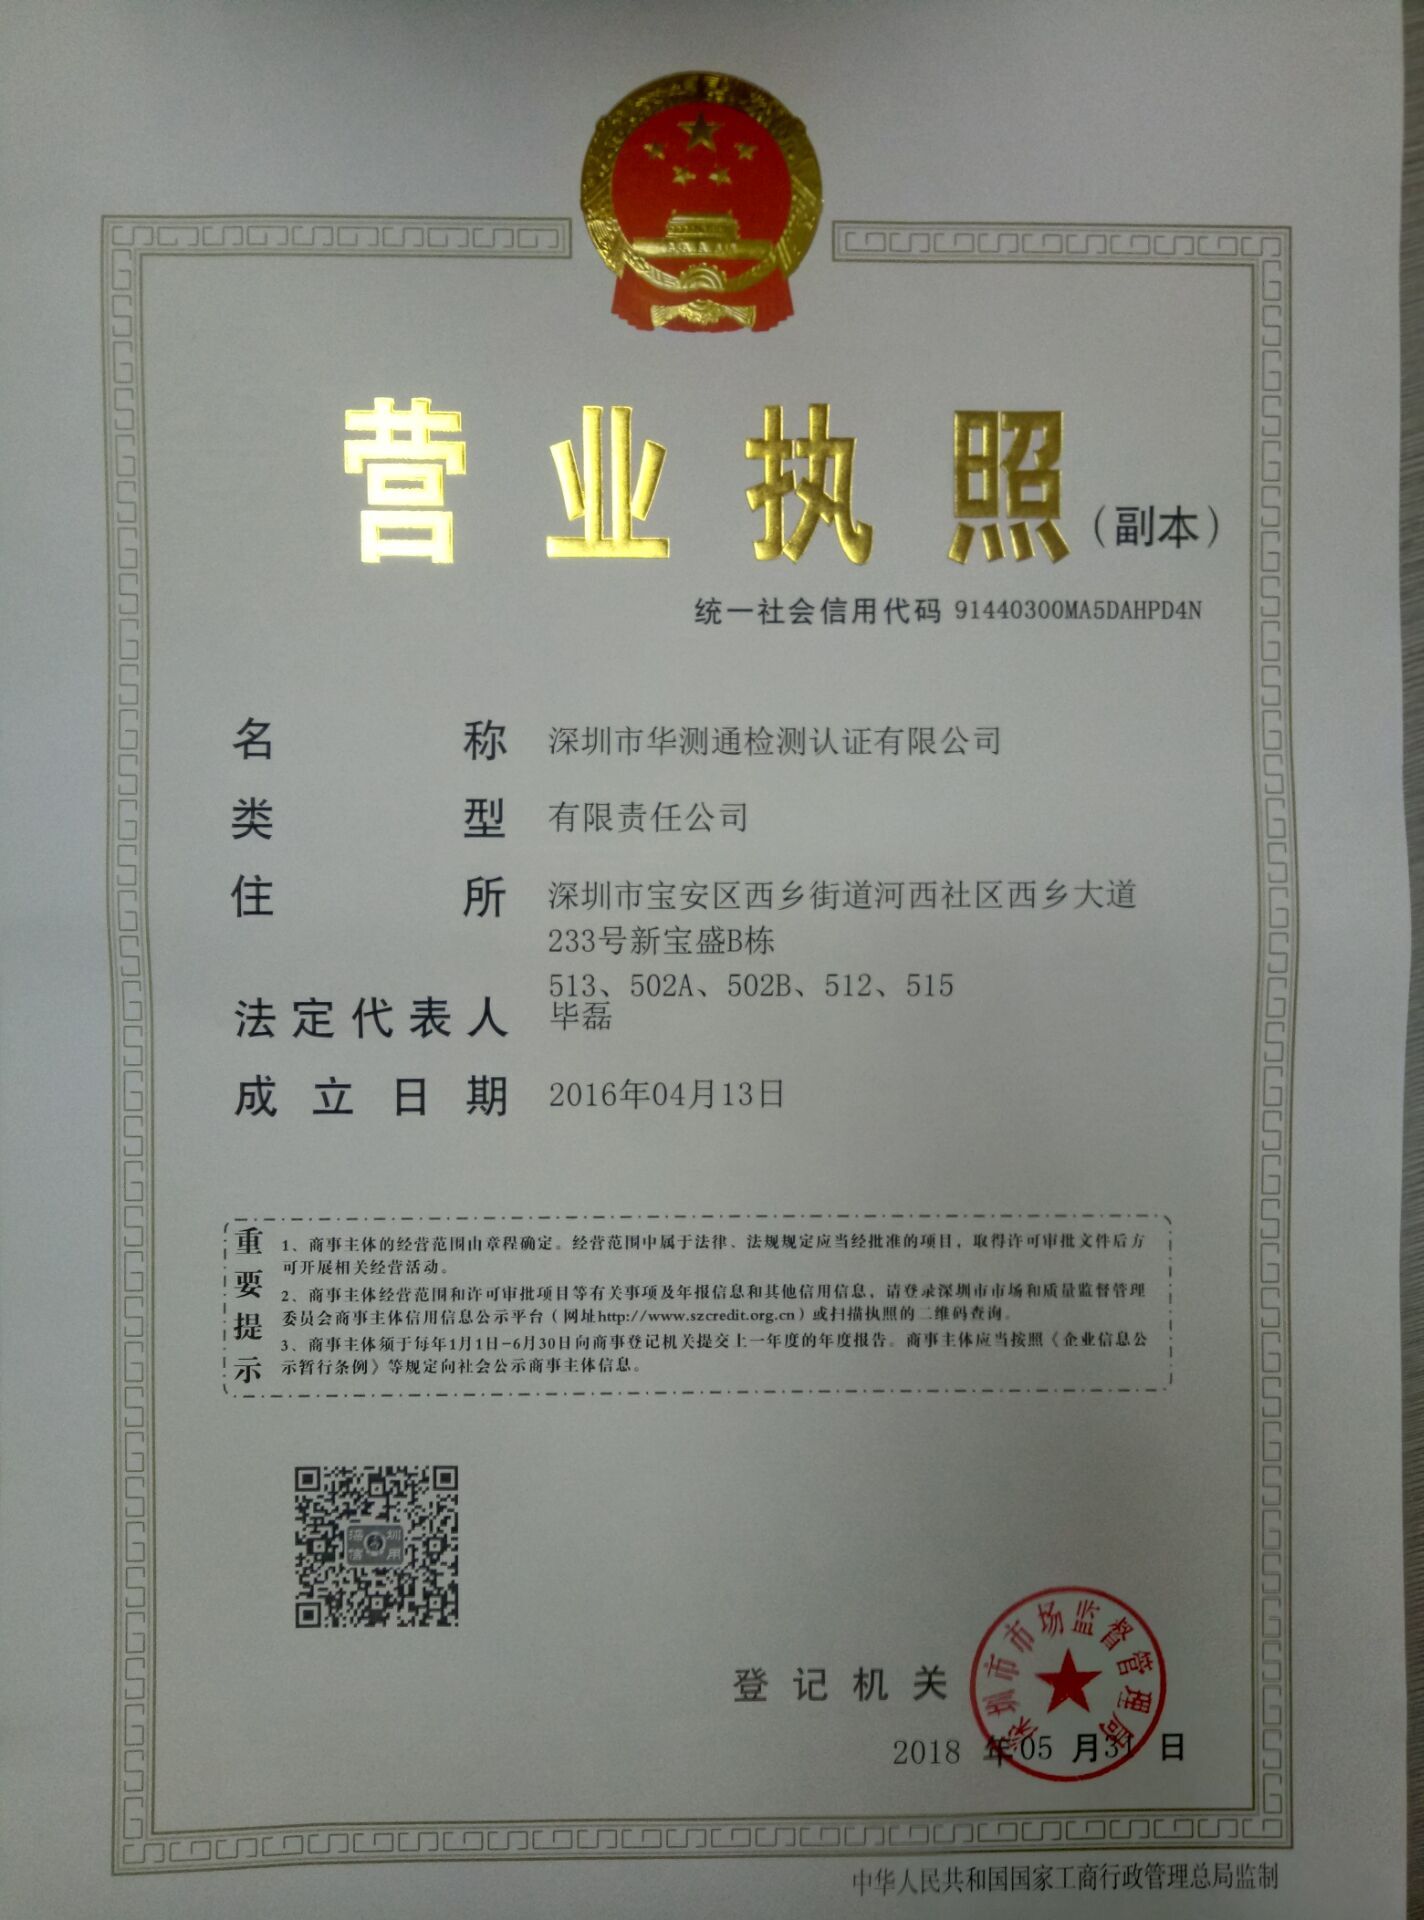 营业执照（副本）
统一社会信用代码 91440300MA5DAHPD4N
名称 深圳市华测通检测认证有限公司
类型 有限责任公司
住所 深圳市宝安区西乡街道河西社区西乡大道
233号新宝盛B栋
513、502A、502B、512、515
法定代表人 毕磊
成立日期 2016年04月13日
重要提示
1、商事主体的经营范围由章程确定。经营范围中属于法律、法规规定应当经批准的项目，取得许可审批文件后方
可开展相关经营活动。
2、商事主体经营范围和许可审批项目等有关事项及年报信息和其他信用信息，请登录深圳市市场和质量监督管理
委员会商事主体信用信息公示平台（网址http://www.szcredit.org.cn）或扫描执照的二维码查询。
3、商事主体须于每年1月1日-6月30日向商事登记机关提交上一年度的年度报告。商事主体应当按照《企业信息公
示暂行条例》等规定向社会公示商事主体信息。
深圳
信用
登记机关
深圳市市场监督管理局
2018 年05 月31 日
中华人民共和国国家工商行政管理总局监制